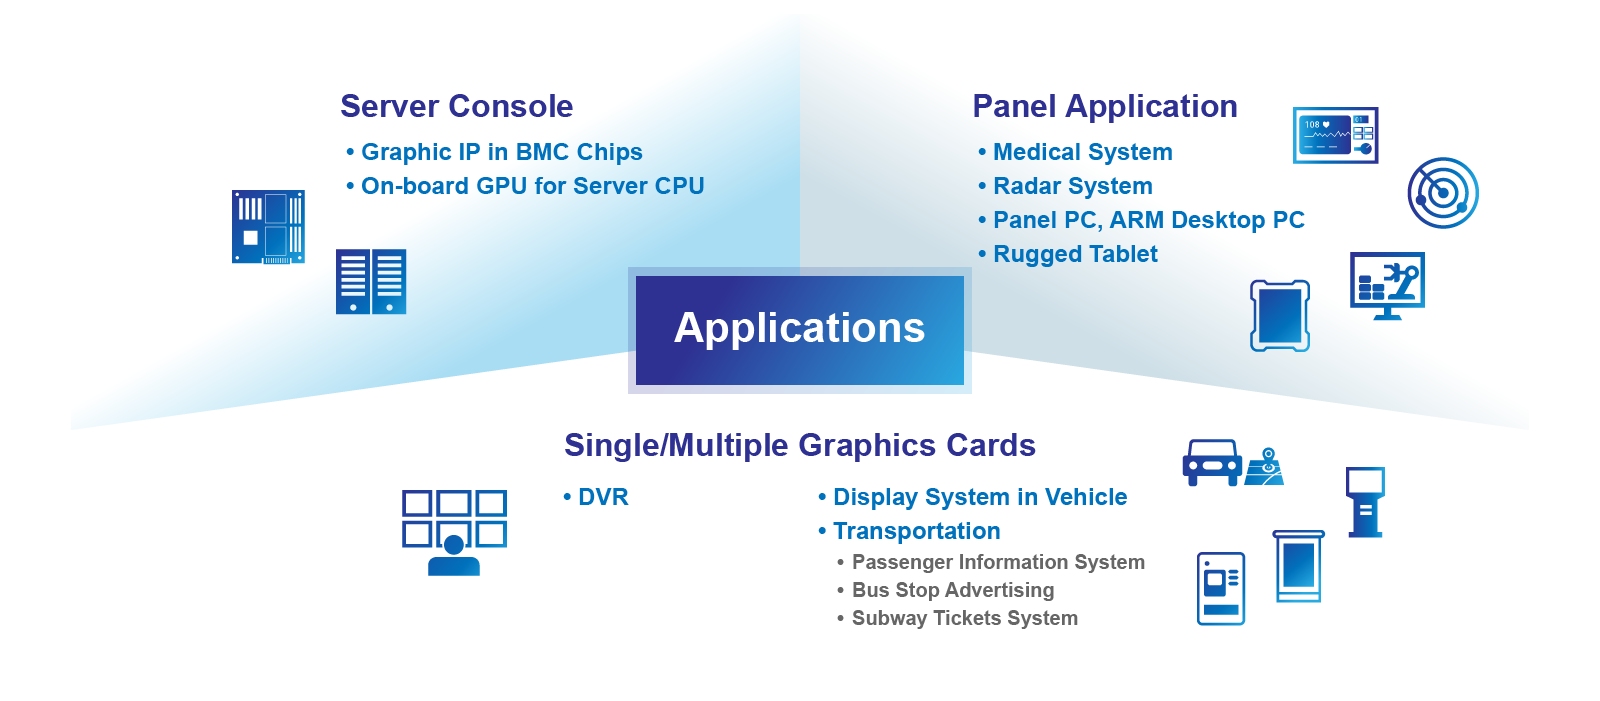 Server Console
• Graphic IP in BMC Chips
• On-board GPU for Server CPU
Panel Application
• Medical System
• Radar System
• Panel PC, ARM Desktop PC
• Rugged Tablet
108
01
Applications
Single/Multiple Graphics Cards
• DVR
• Display System in Vehicle
• Transportation
• Passenger Information System
• Bus Stop Advertising
• Subway Tickets System